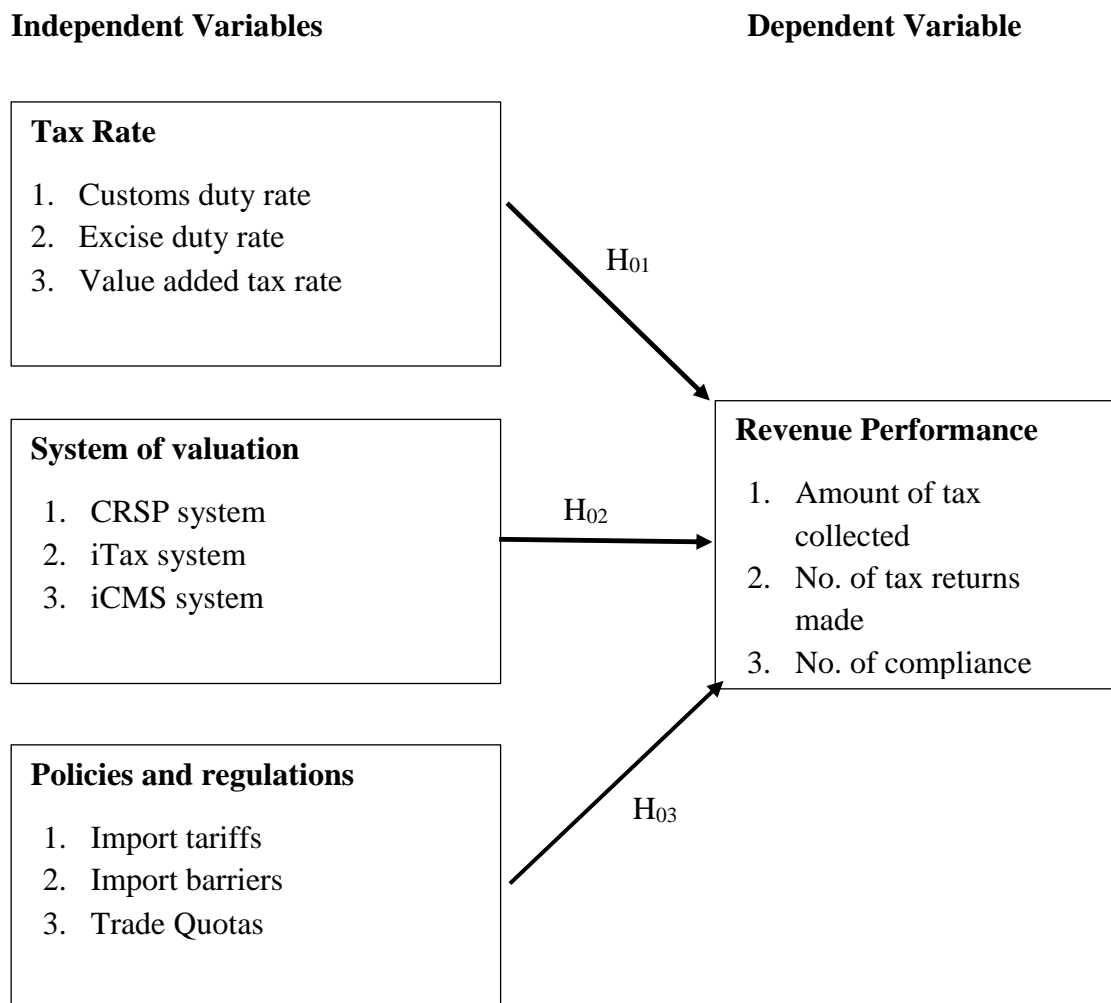 Independent Variables
Dependent Variable
Tax Rate
1. Customs duty rate
2. Excise duty rate
3. Value added tax rate
H01
System of valuation
1. CRSP system
2. iTax system
3. iCMS system
H02
Revenue Performance
1. Amount of tax
collected
2. No. of tax returns
made
3. No. of compliance
Policies and regulations
1. Import tariffs
2. Import barriers
3. Trade Quotas
H03